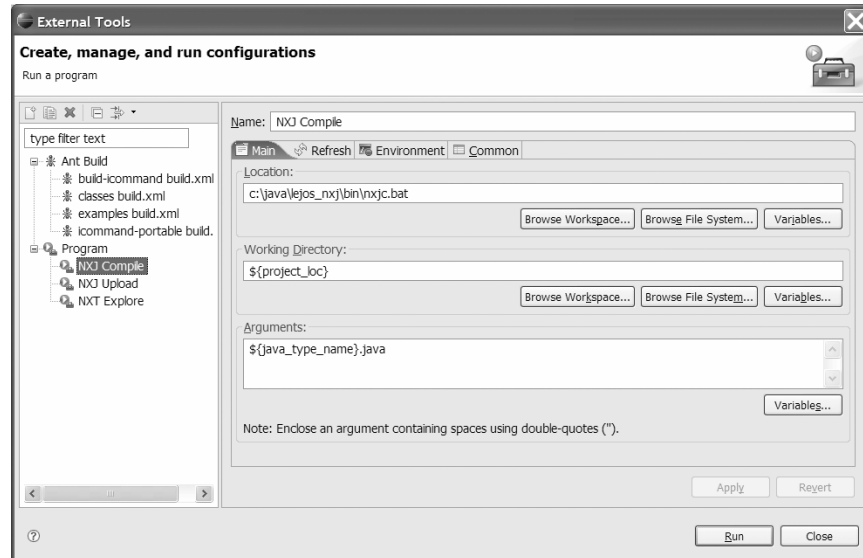 External Tools
Create, manage, and run configurations
Run a program
type filter text
Ant Build
build-icommand build.xml
classes build.xml
examples build.xml
icommand-portable build.
Program
NXJ Compile
NXJ Upload
NXT Explore
Name: NXJ Compile
Main Refresh Environment Common
Location:
c:\java\lejos_nxj\bin\nxjc.bat
Browse Workspace... Browse File System... Variables...
Working Directory:
${project_loc}
Browse Workspace... Browse File System... Variables...
Arguments:
${java_type_name}.java
Variables...
Note: Enclose an argument containing spaces using double-quotes (").
Apply Revert
?
Run Close